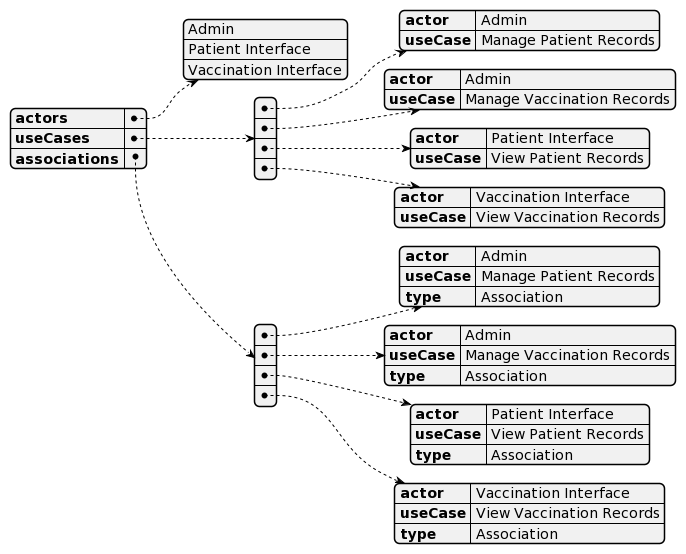 actors
useCases
associations
Admin
Patient Interface
Vaccination Interface
actor Admin
useCase Manage Patient Records
actor Admin
useCase Manage Vaccination Records
actor Patient Interface
useCase View Patient Records
actor Vaccination Interface
useCase View Vaccination Records
actor Admin
useCase Manage Patient Records
type Association
actor Admin
useCase Manage Vaccination Records
type Association
actor Patient Interface
useCase View Patient Records
type Association
actor Vaccination Interface
useCase View Vaccination Records
type Association